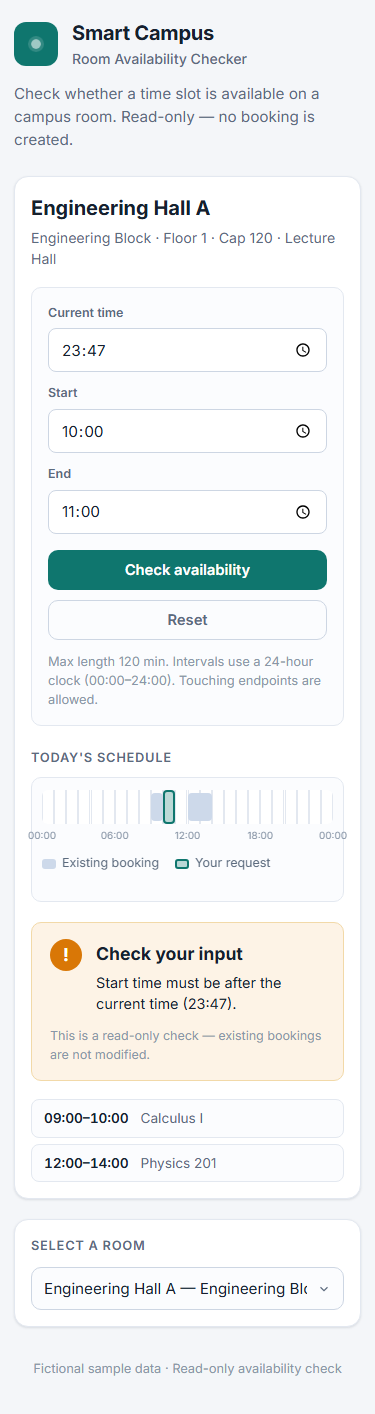 Smart Campus
Room Availability Checker
Check whether a time slot is available on a
campus room. Read-only — no booking is
created.
Engineering Hall A
Engineering Block · Floor 1 · Cap 120 · Lecture
Hall
Current time
23:47
Start
10:00
End
11:00
Check availability
Reset
Max length 120 min. Intervals use a 24-hour
clock (00:00–24:00). Touching endpoints are
allowed.
TODAY'S SCHEDULE
00:00 06:00 12:00 18:00 00:00
Existing booking Your request
!
Check your input
Start time must be after the
current time (23:47).
This is a read-only check — existing bookings
are not modified.
09:00–10:00 Calculus I
12:00–14:00 Physics 201
SELECT A ROOM
Engineering Hall A — Engineering Blo
Fictional sample data · Read-only availability check